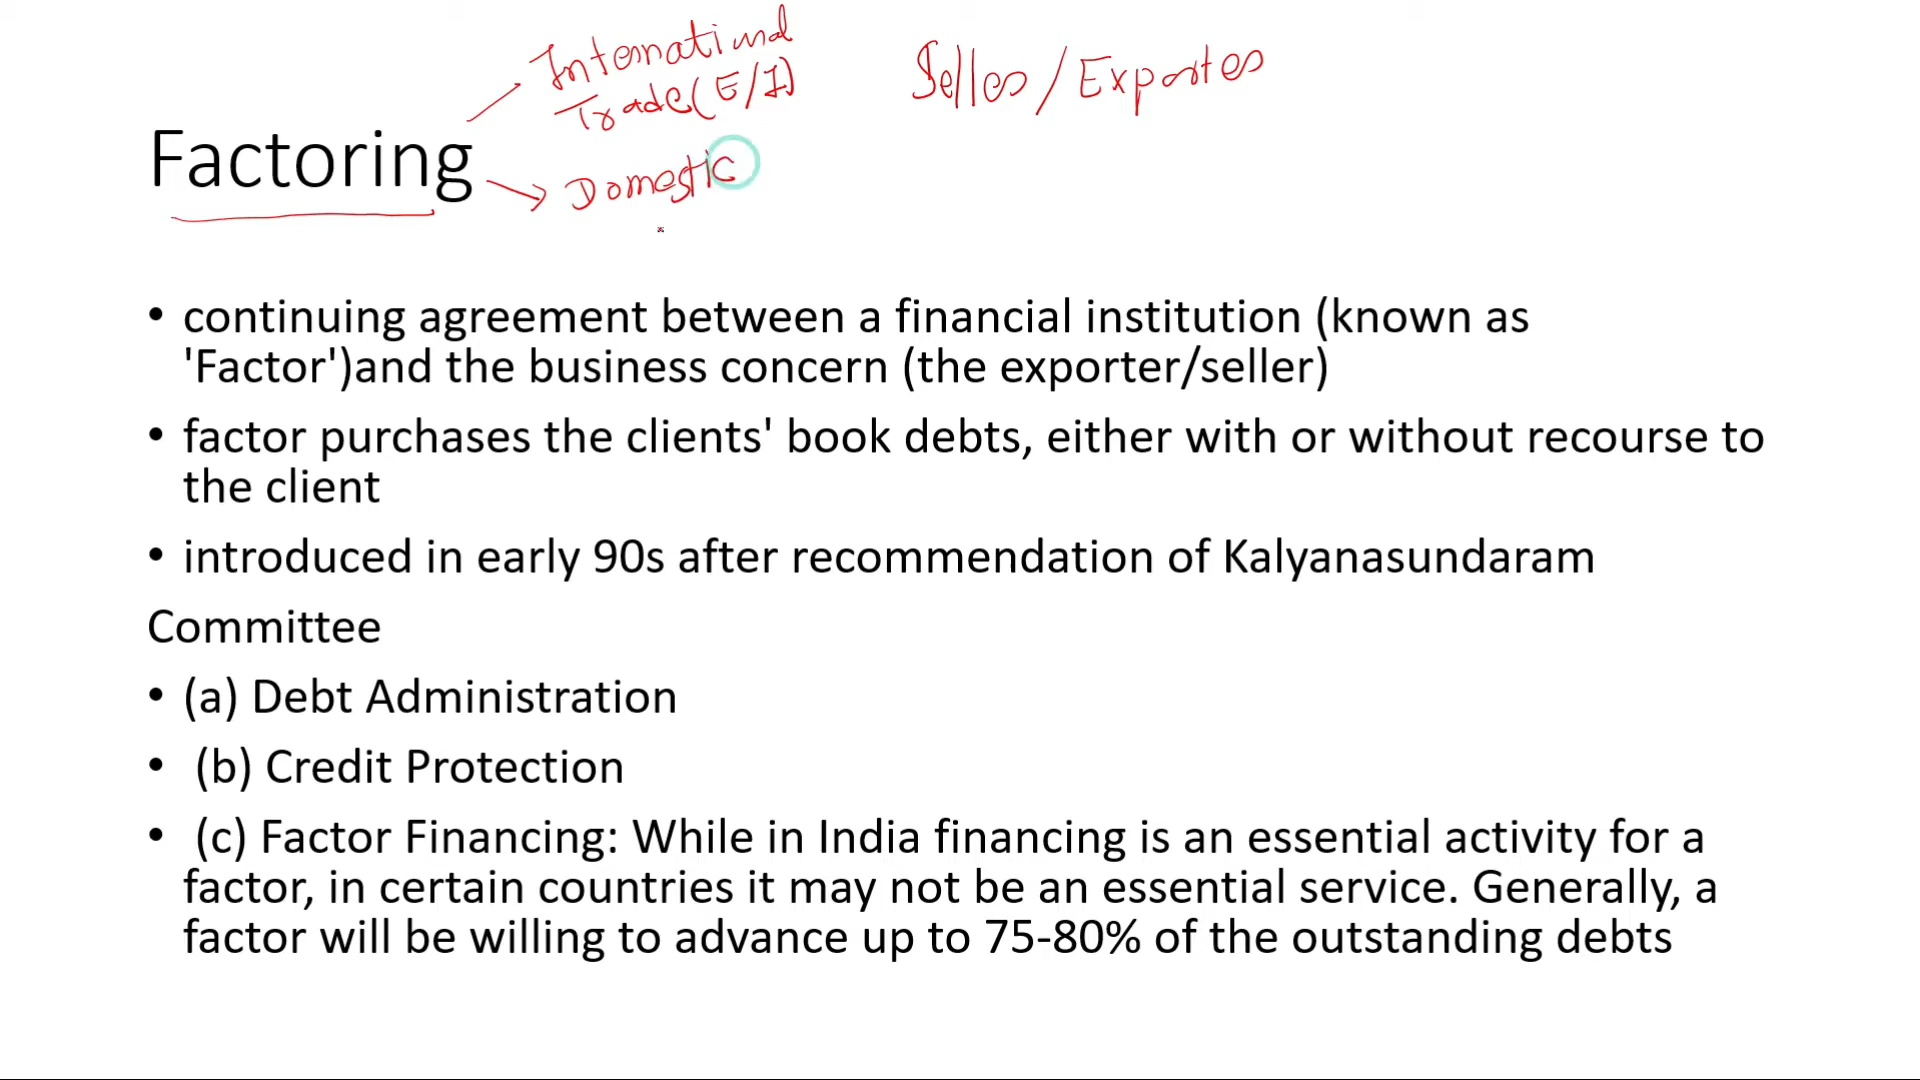 International
Trade (E/I)
Seller/Exporter
Factoring
Domestic
• continuing agreement between a financial institution (known as
'Factor')and the business concern (the exporter/seller)
• factor purchases the clients' book debts, either with or without recourse to
the client
• introduced in early 90s after recommendation of Kalyanasundaram
Committee
• (a) Debt Administration
• (b) Credit Protection
• (c) Factor Financing: While in India financing is an essential activity for a
factor, in certain countries it may not be an essential service. Generally, a
factor will be willing to advance up to 75-80% of the outstanding debts